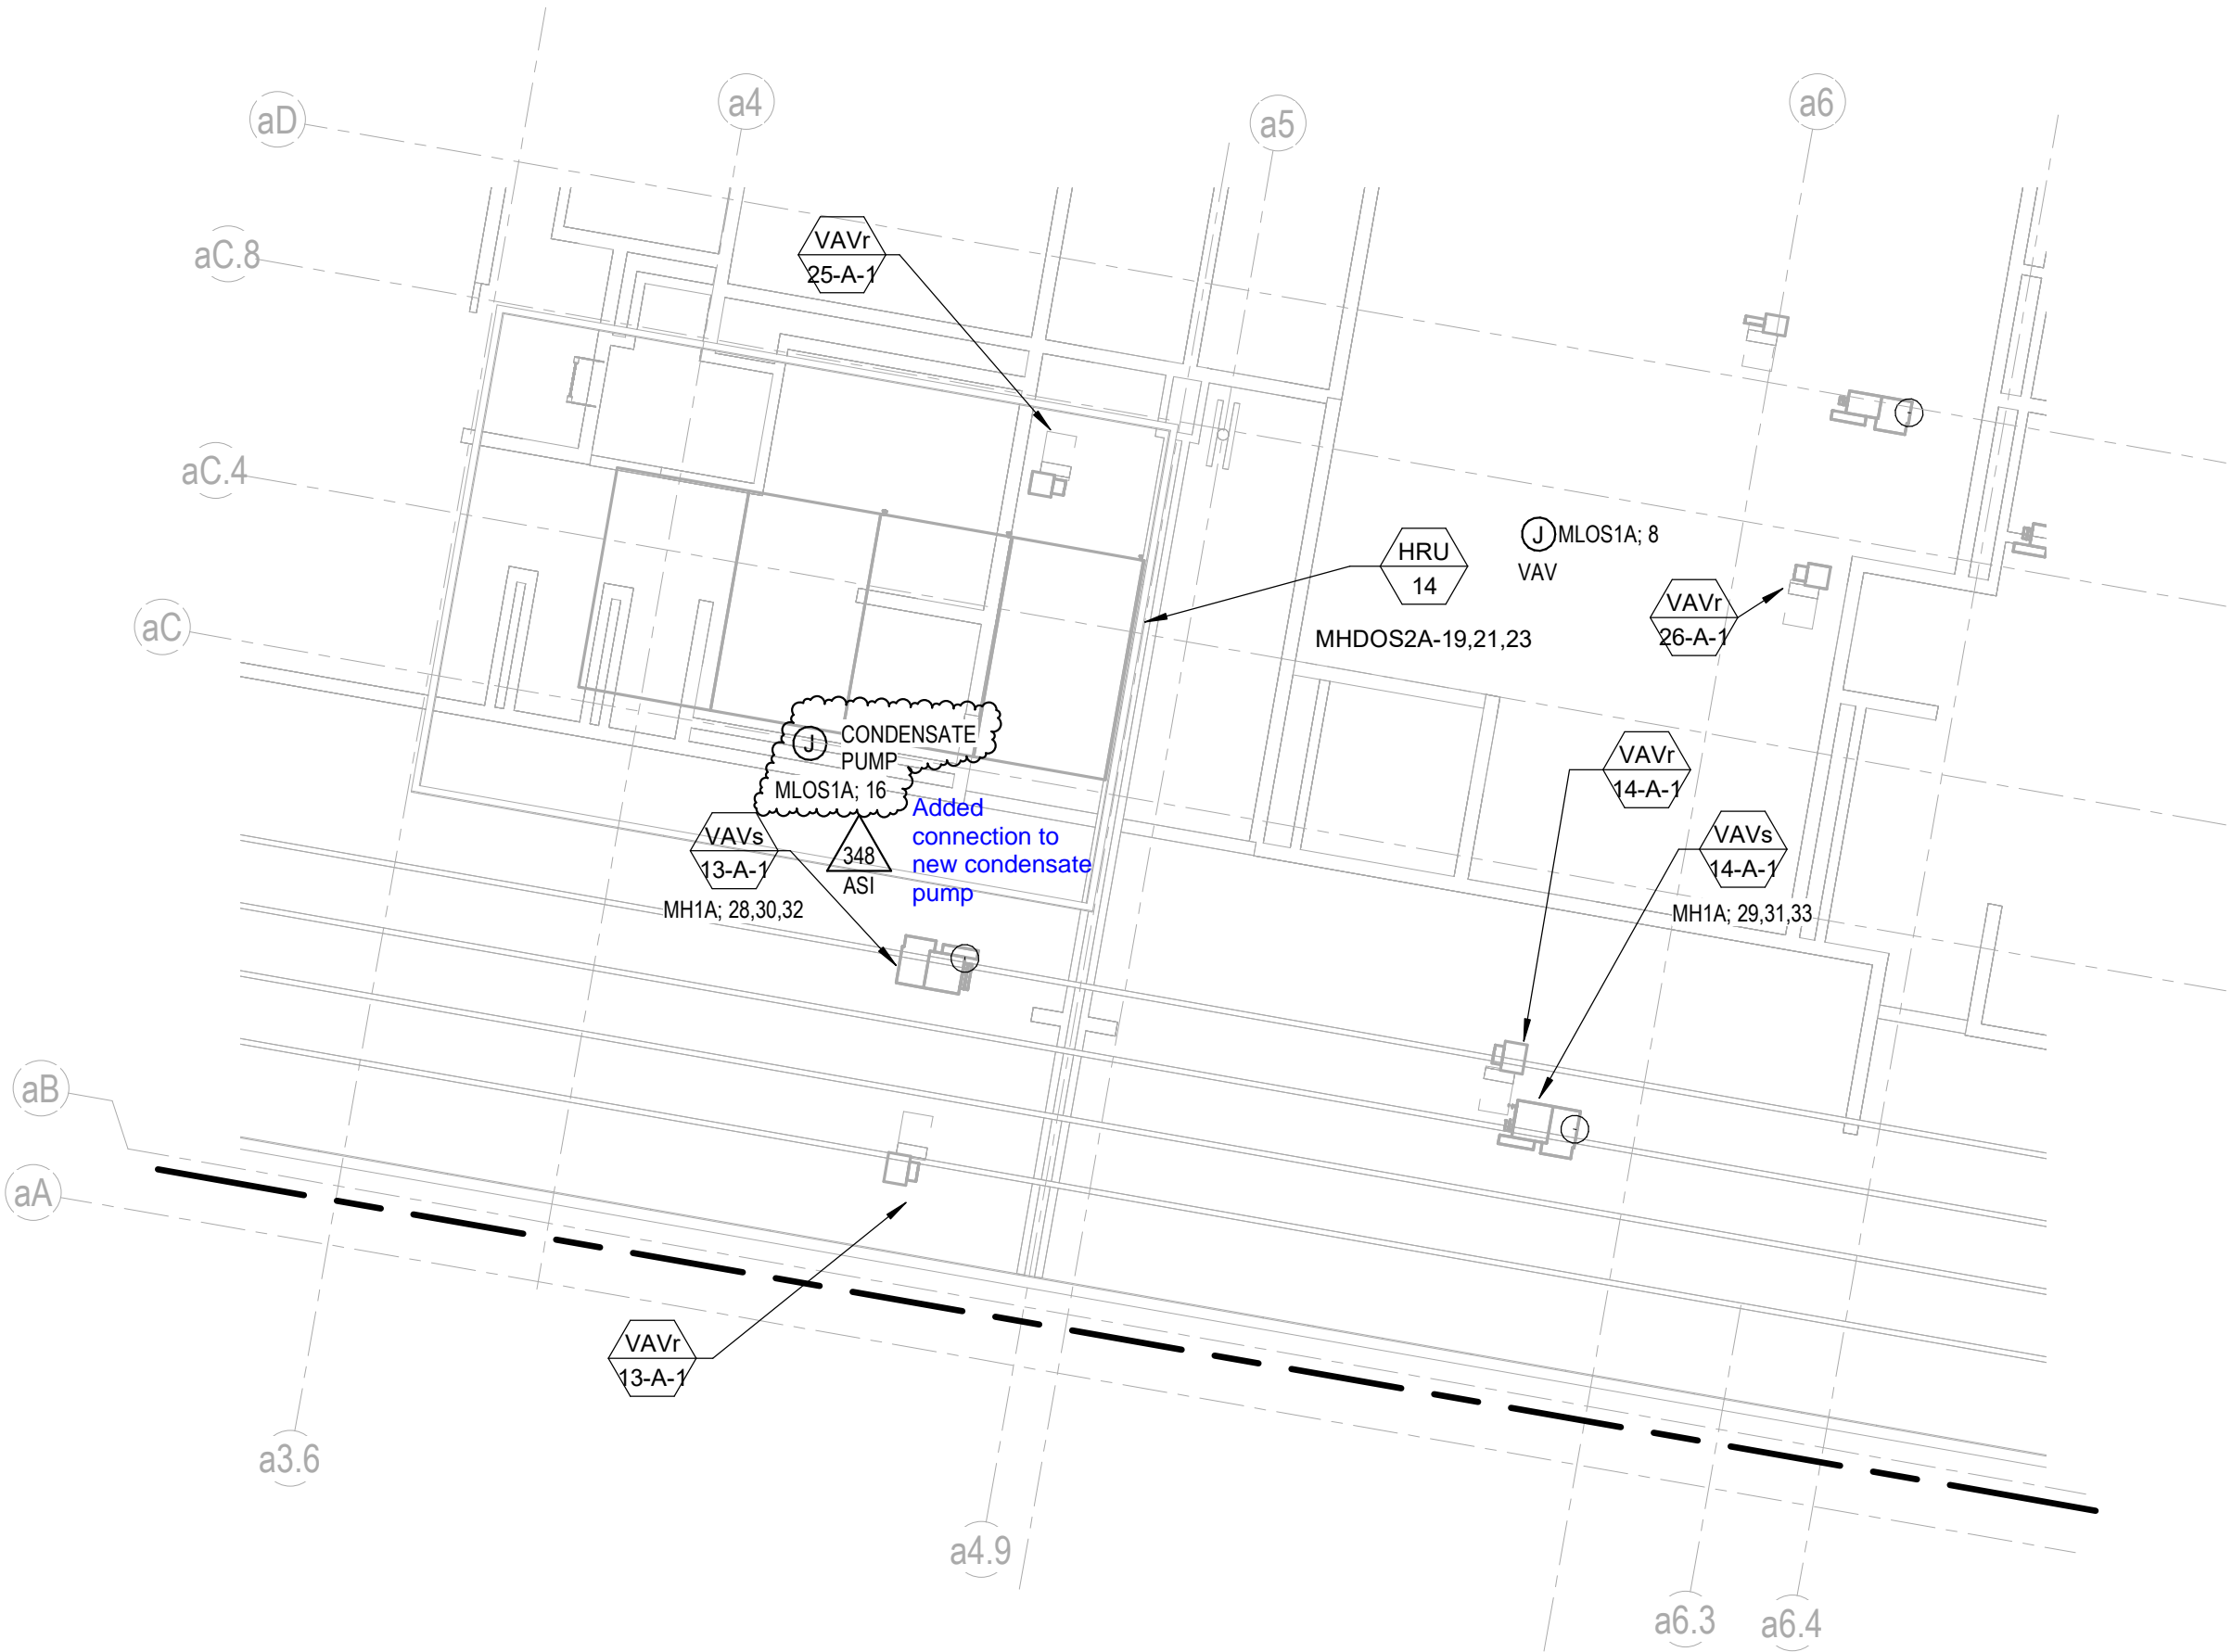 a4
a5
a6
aD
aC.8
VAVr
25-A-1
aC.4
HRU
14
J
MLOS1A; 8
VAV
aC
MHDOS2A-19,21,23
VAVr
26-A-1
J
CONDENSATE
PUMP
MLOS1A; 16
Added
connection to
new condensate
pump
VAVr
14-A-1
VAVs
13-A-1
348
ASI
VAVs
14-A-1
MH1A; 28,30,32
MH1A; 29,31,33
aB
aA
VAVr
13-A-1
a3.6
a4.9
a6.3
a6.4